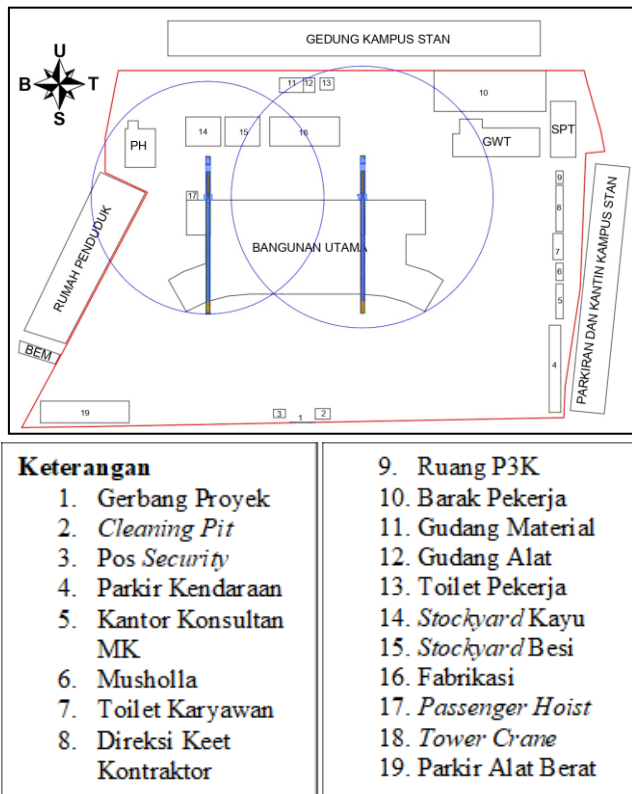 GEDUNG KAMPUS STAN
U
B T
S
11 12 13
10
14 15 16
PH
GWT
SPT
17
9
8
BANGUNAN UTAMA
7
6
5
RUMAH PENDUDUK
PARKIRAN DAN KANTIN KAMPUS STAN
BEM
4
19
3 1 2
Keterangan
1. Gerbang Proyek
2. Cleaning Pit
3. Pos Security
4. Parkir Kendaraan
5. Kantor Konsultan
MK
6. Musholla
7. Toilet Karyawan
8. Direksi Keet
Kontraktor
9. Ruang P3K
10. Barak Pekerja
11. Gudang Material
12. Gudang Alat
13. Toilet Pekerja
14. Stockyard Kayu
15. Stockyard Besi
16. Fabrikasi
17. Passenger Hoist
18. Tower Crane
19. Parkir Alat Berat